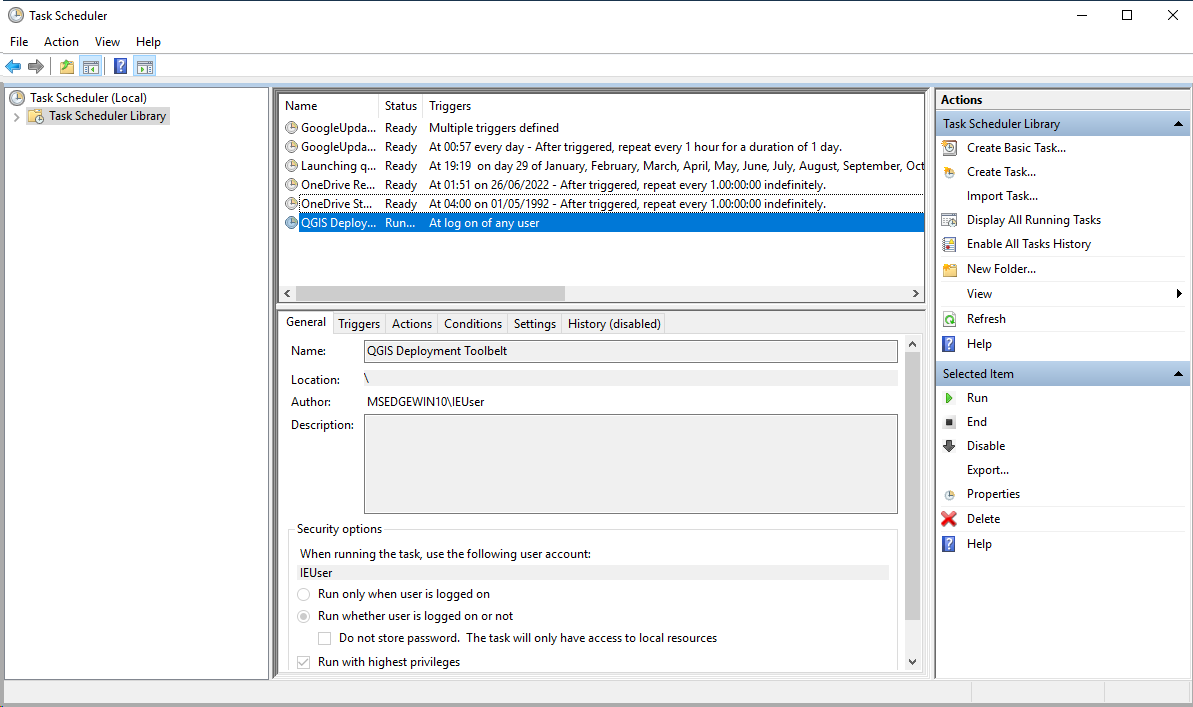 Task Scheduler
File Action View Help
Task Scheduler (Local)
Task Scheduler Library
Name Status Triggers
GoogleUpda... Ready Multiple triggers defined
GoogleUpda... Ready At 00:57 every day - After triggered, repeat every 1 hour for a duration of 1 day.
Launching q... Ready At 19:19 on day 29 of January, February, March, April, May, June, July, August, September, Oct
OneDrive Re... Ready At 01:51 on 26/06/2022 - After triggered, repeat every 1.00:00:00 indefinitely.
OneDrive St... Ready At 04:00 on 01/05/1992 - After triggered, repeat every 1.00:00:00 indefinitely.
QGIS Deploy... Run... At log on of any user
General Triggers Actions Conditions Settings History (disabled)
Name: QGIS Deployment Toolbelt
Location: \
Author: MSEDGEWIN10\IEUser
Description:
Security options
When running the task, use the following user account:
IEUser
Run only when user is logged on
Run whether user is logged on or not
Do not store password. The task will only have access to local resources
Run with highest privileges
Actions
Task Scheduler Library
Create Basic Task...
Create Task...
Import Task...
Display All Running Tasks
Enable All Tasks History
New Folder...
View
Refresh
Help
Selected Item
Run
End
Disable
Export...
Properties
Delete
Help